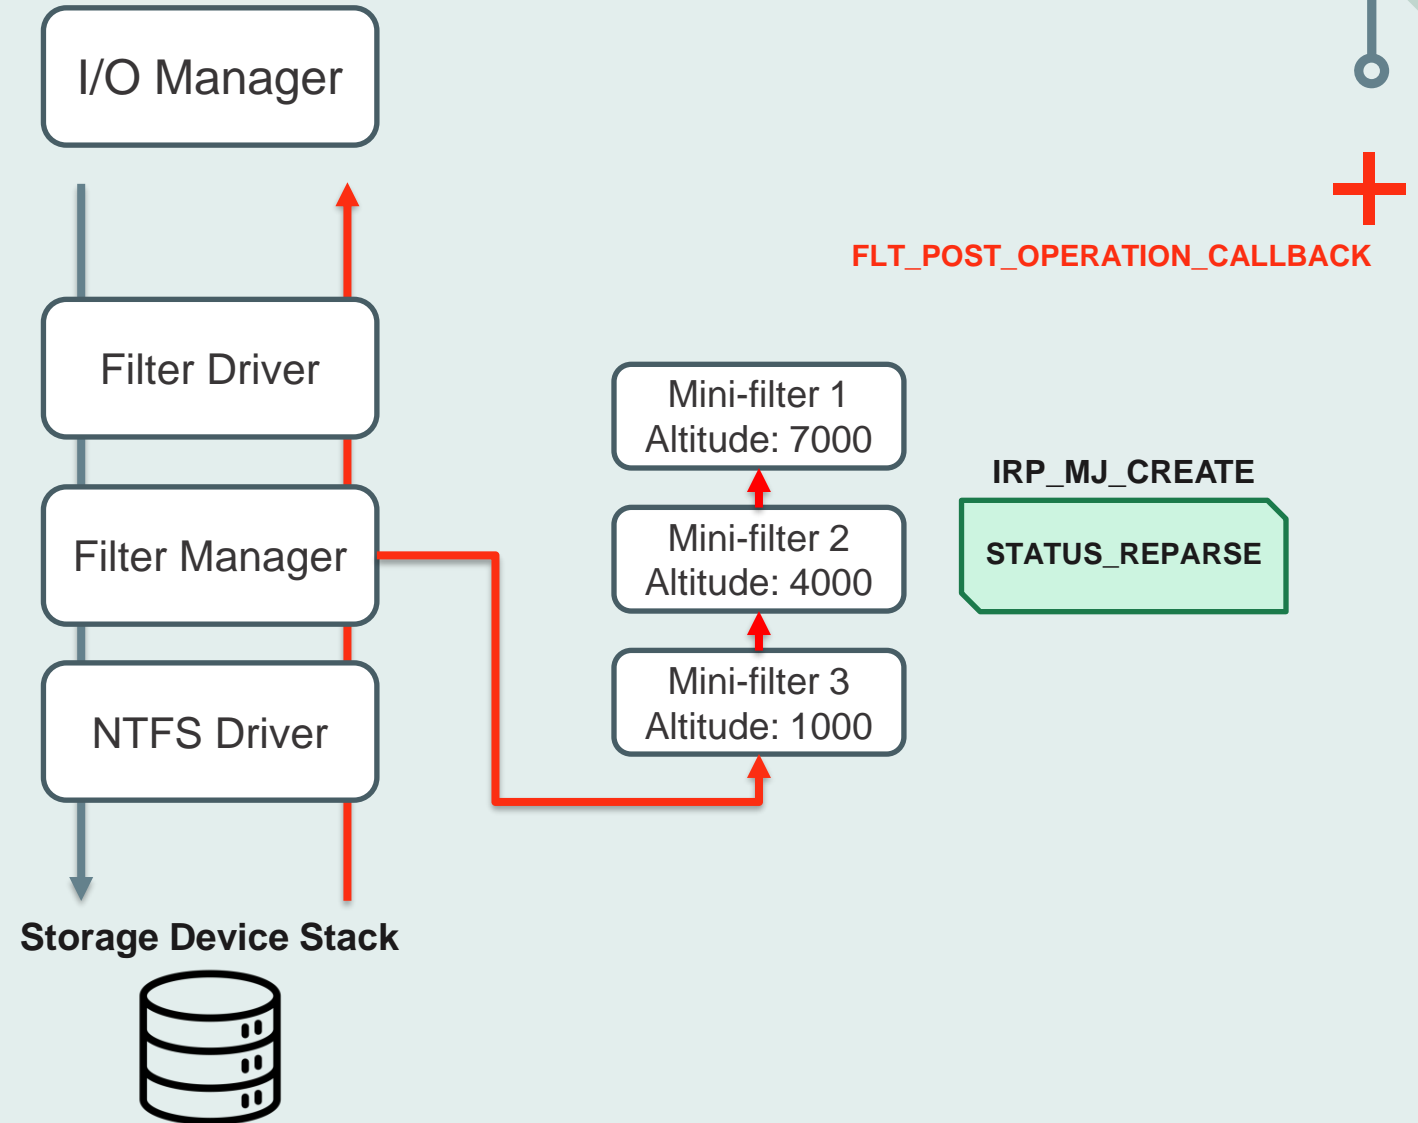 I/O Manager
FLT_POST_OPERATION_CALLBACK
Filter Driver
Mini-filter 1
Altitude: 7000
IRP_MJ_CREATE
Filter Manager
Mini-filter 2
Altitude: 4000
STATUS_REPARSE
Mini-filter 3
Altitude: 1000
NTFS Driver
Storage Device Stack